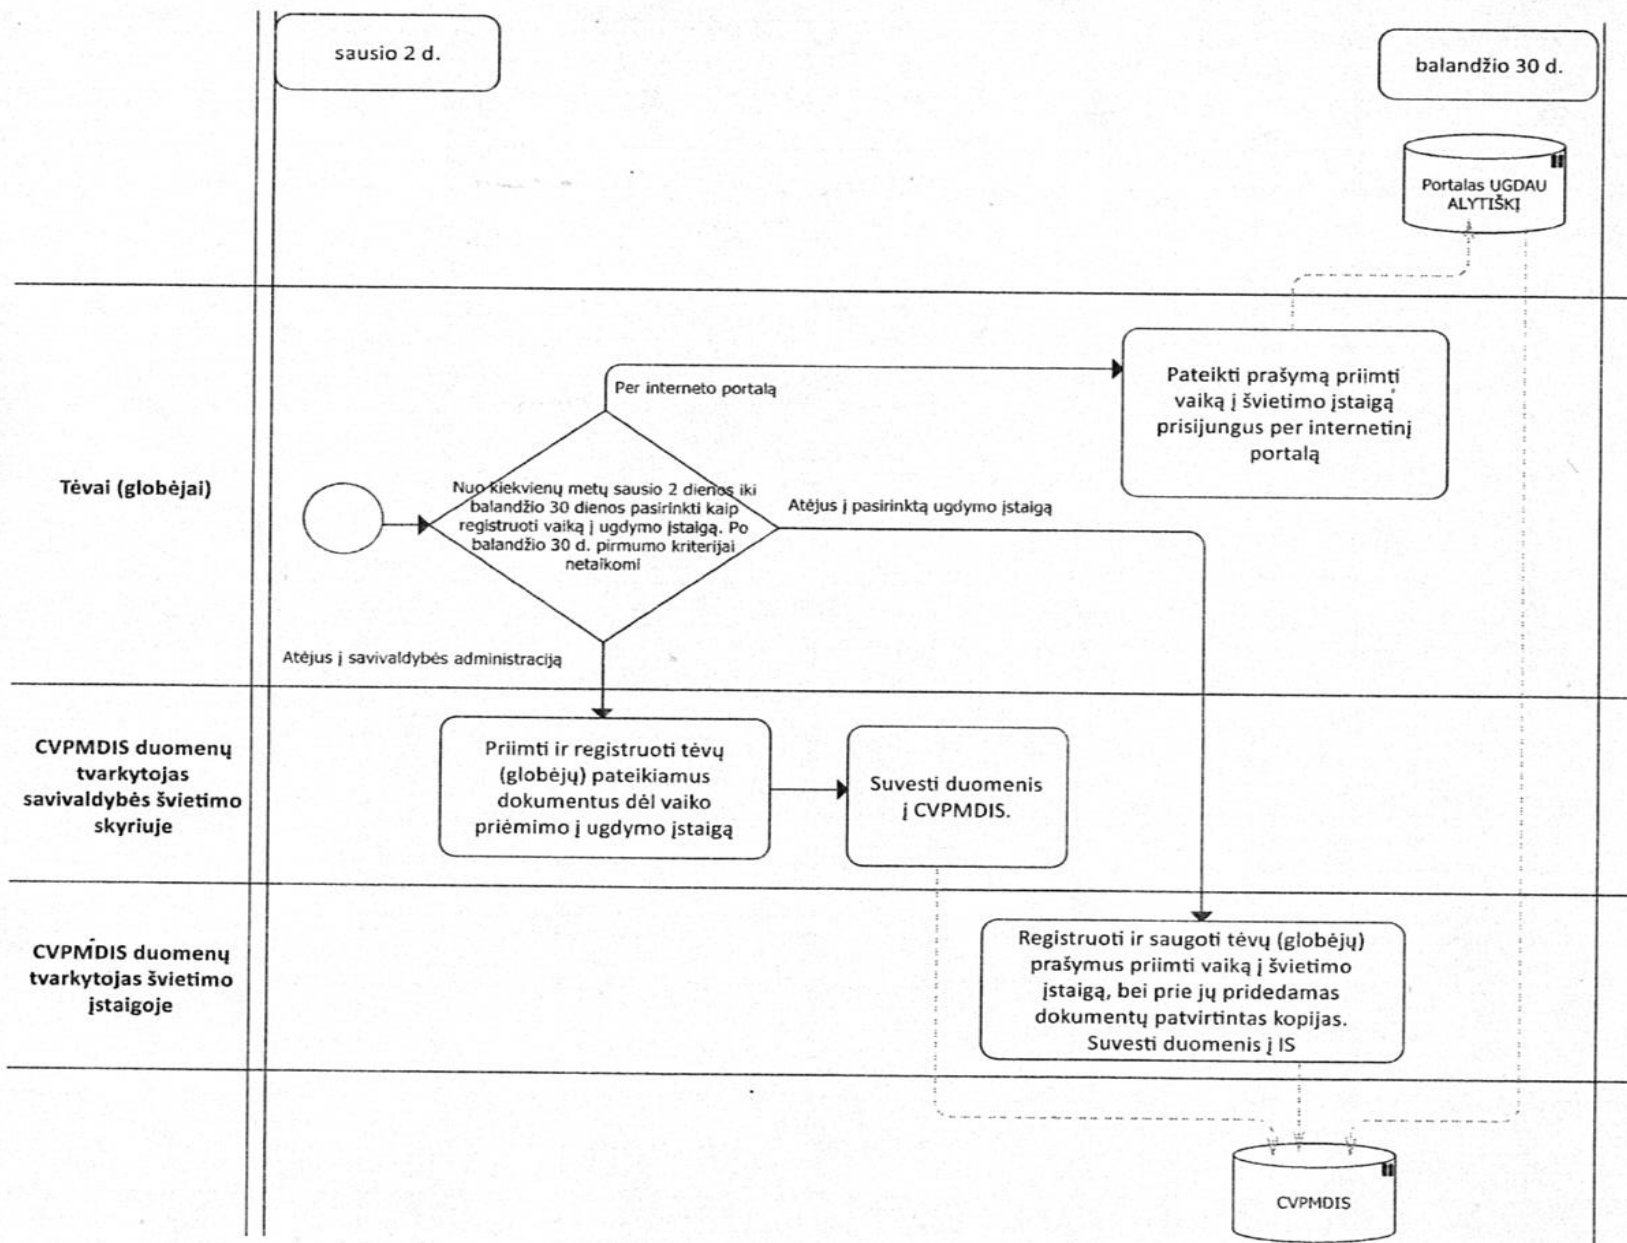 sausio 2 d.
balandžio 30 d.
Portalas UGDAU
ALYTIŠKĮ
Tėvai (globėjai)
Per interneto portalą
Pateikti prašymą priimti
vaiką į švietimo įstaigą
prisijungus per internetinį
portalą
Nuo kiekvienų metų sausio 2 dienos iki
balandžio 30 dienos pasirinkti kaip
registruoti vaiką į ugdymo įstaigą. Po
balandžio 30 d. pirmumo kriterijai
netaikomi
Atėjus į pasirinktą ugdymo įstaigą
Atėjus į savivaldybės administraciją
CVPMDIS duomenų
tvarkytojas
savivaldybės švietimo
skyriuje
Priimti ir registruoti tėvų
(globėjų) pateikiamus
dokumentus dėl vaiko
priėmimo į ugdymo įstaigą
Suvesti duomenis
į CVPMDIS.
CVPMDIS duomenų
tvarkytojas švietimo
įstaigoje
Registruoti ir saugoti tėvų (globėjų)
prašymus priimti vaiką į švietimo
įstaigą, bei prie jų pridedamas
dokumentų patvirtintas kopijas.
Suvesti duomenis į IS
CVPMDIS